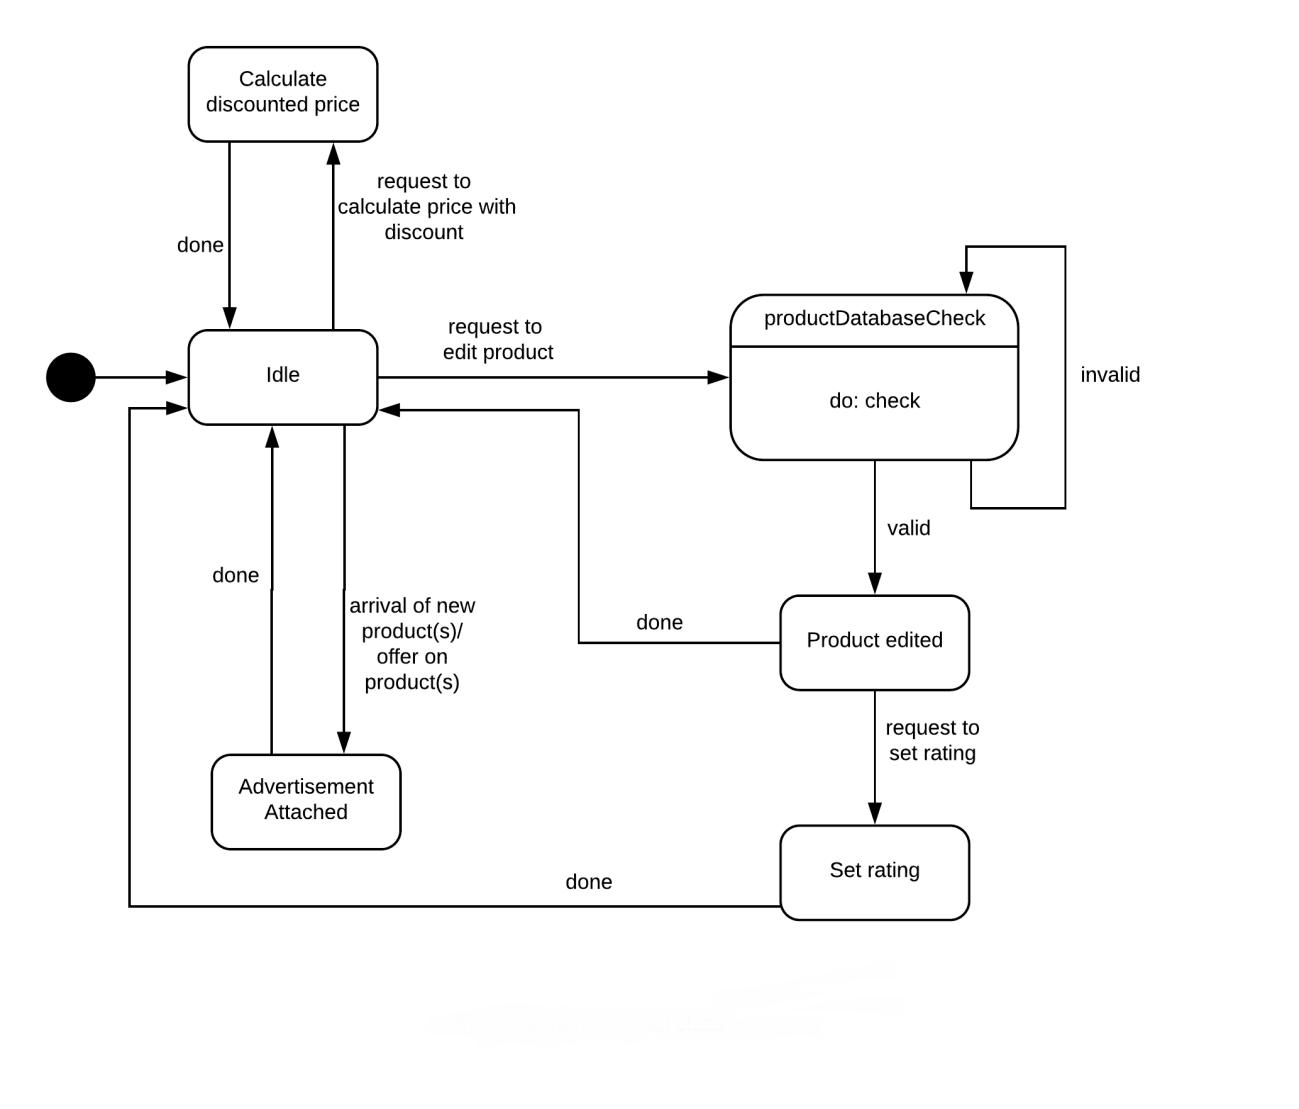 Calculate
discounted price
request to
calculate price with
discount
done
request to
edit product
productDatabaseCheck
do: check
invalid
Idle
valid
done
arrival of new
product(s)/
offer on
product(s)
done
Product edited
request to
set rating
Advertisement
Attached
Set rating
done